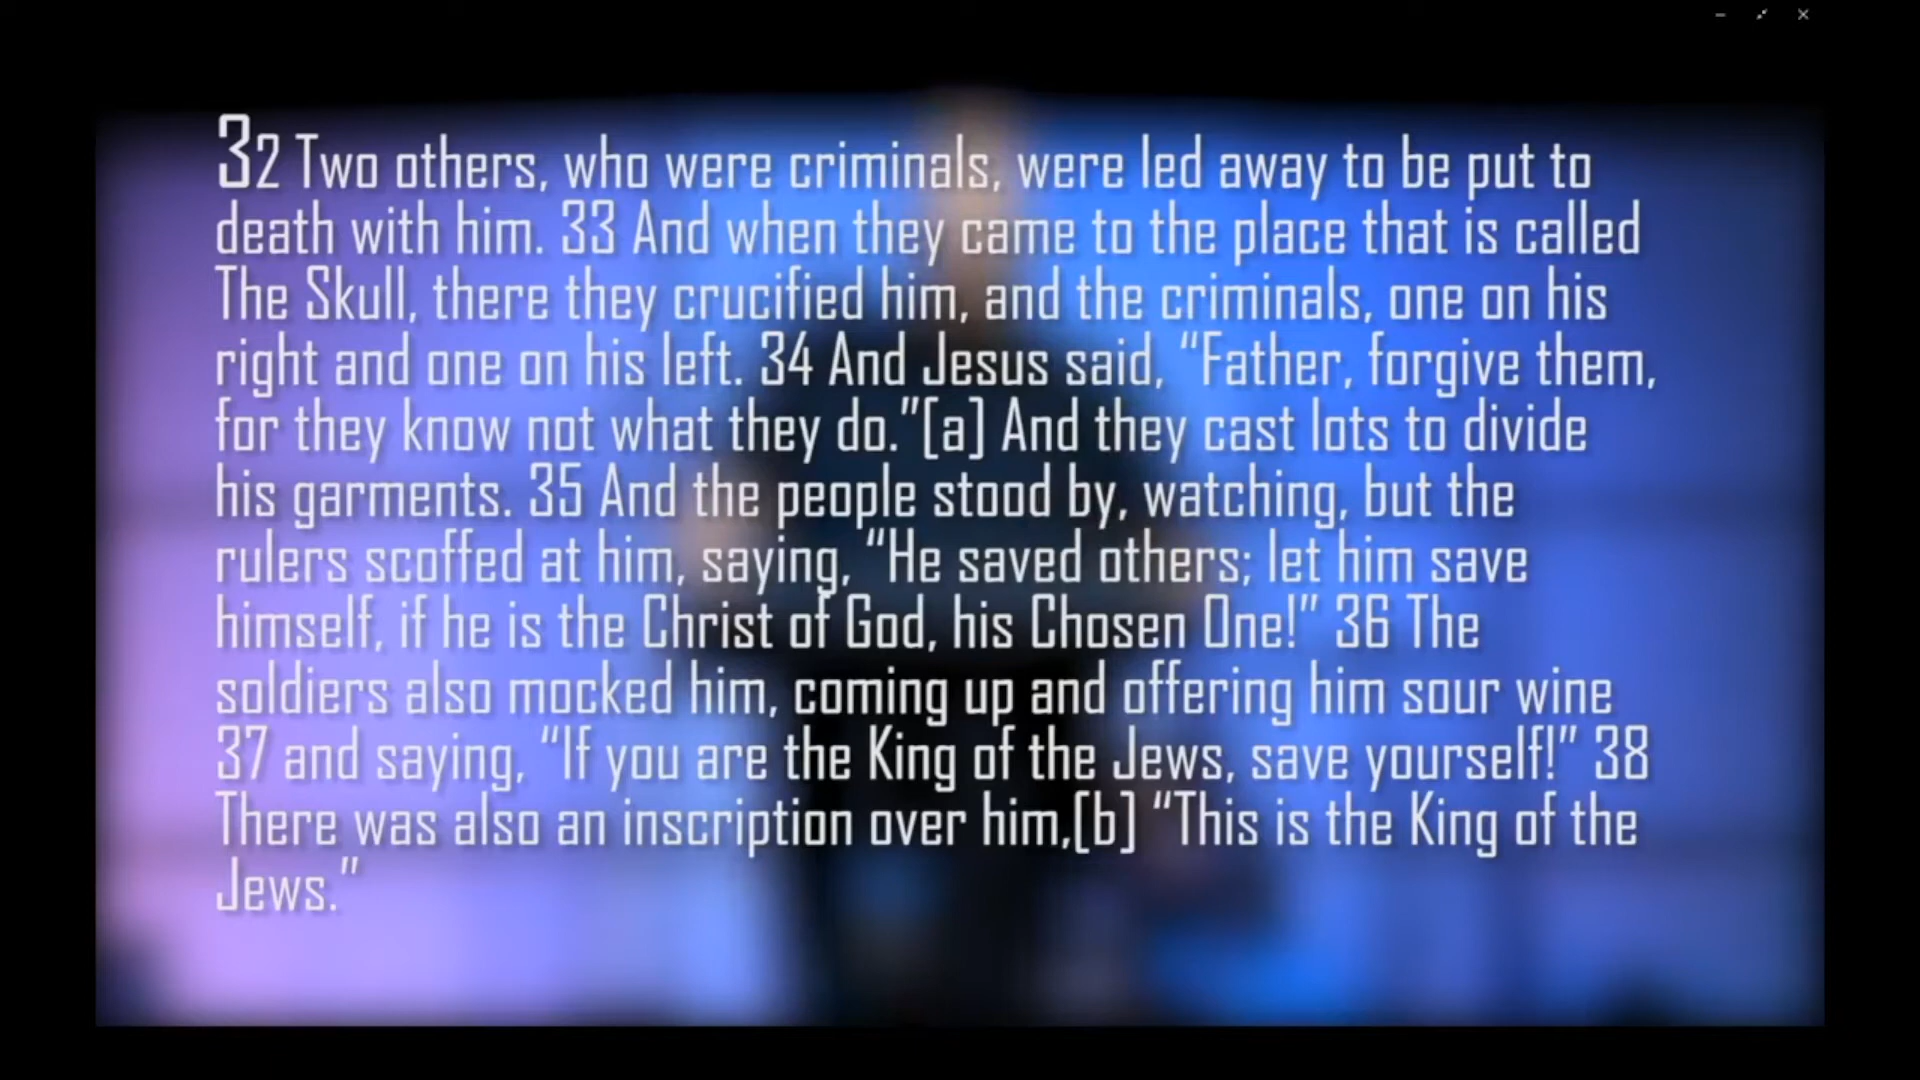 32 Two others, who were criminals, were led away to be put to
death with him. 33 And when they came to the place that is called
The Skull, there they crucified him, and the criminals, one on his
right and one on his left. 34 And Jesus said, “Father, forgive them,
for they know not what they do.”[a] And they cast lots to divide
his garments. 35 And the people stood by, watching, but the
rulers scoffed at him, saying, “He saved others; let him save
himself, if he is the Christ of God, his Chosen One!” 36 The
soldiers also mocked him, coming up and offering him sour wine
37 and saying, “If you are the King of the Jews, save yourself!” 38
There was also an inscription over him,[b] “This is the King of the
Jews.”